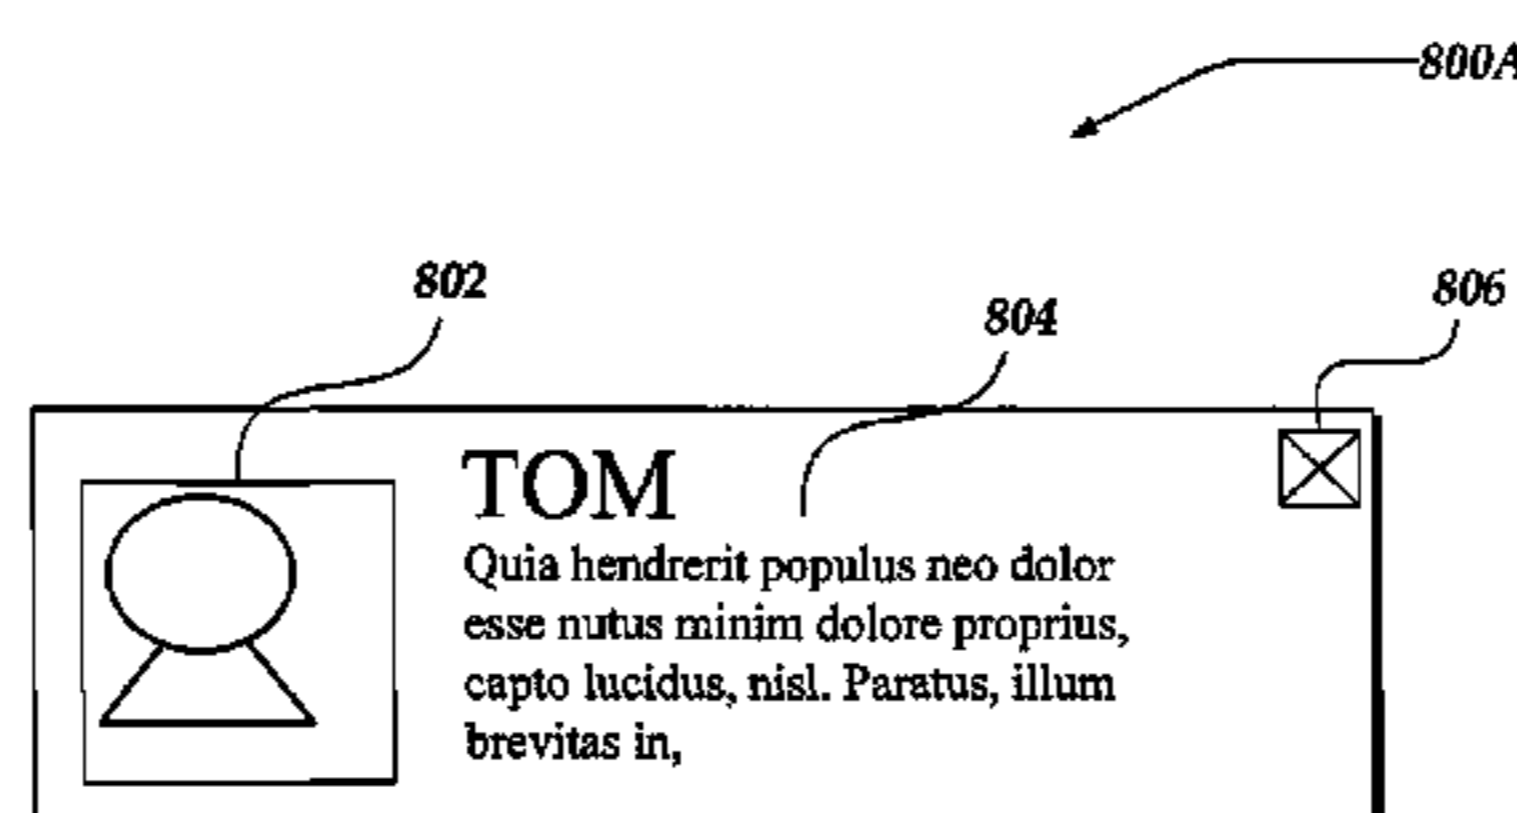 800A
802
804
806
TOM
Quia hendrerit populus neo dolor
esse nutus minim dolore proprius,
capto lucidus, nisl. Paratus, illum
brevitas in,